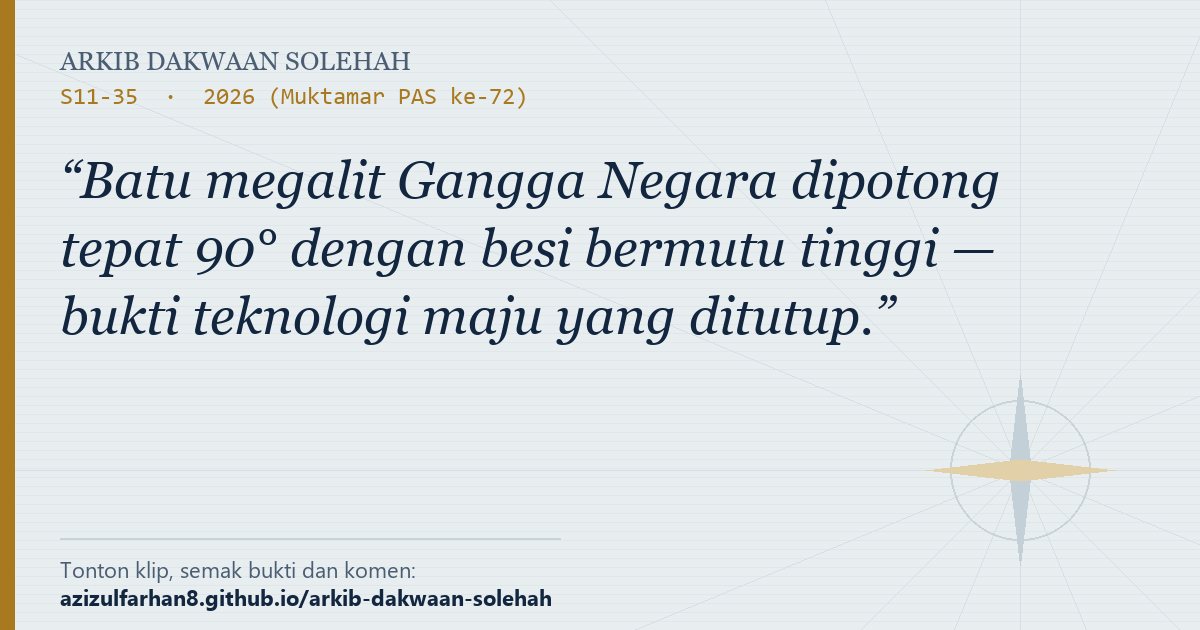 ARKIB DAKWAAN SOLEHAH
S11-35 · 2026 (Muktamar PAS ke-72)
“Batu megalit Gangga Negara dipotong
tepat 90° dengan besi bermutu tinggi —
bukti teknologi maju yang ditutup.”
Tonton klip, semak bukti dan komen:
azizulfarhan8.github.io/arkib-dakwaan-solehah